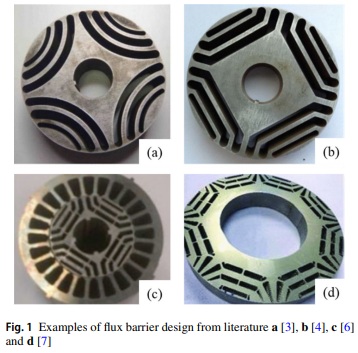 (a)
(b)
(c)
(d)
Fig. 1 Examples of flux barrier design from literature a [3], b [4], c [6]
and d [7]